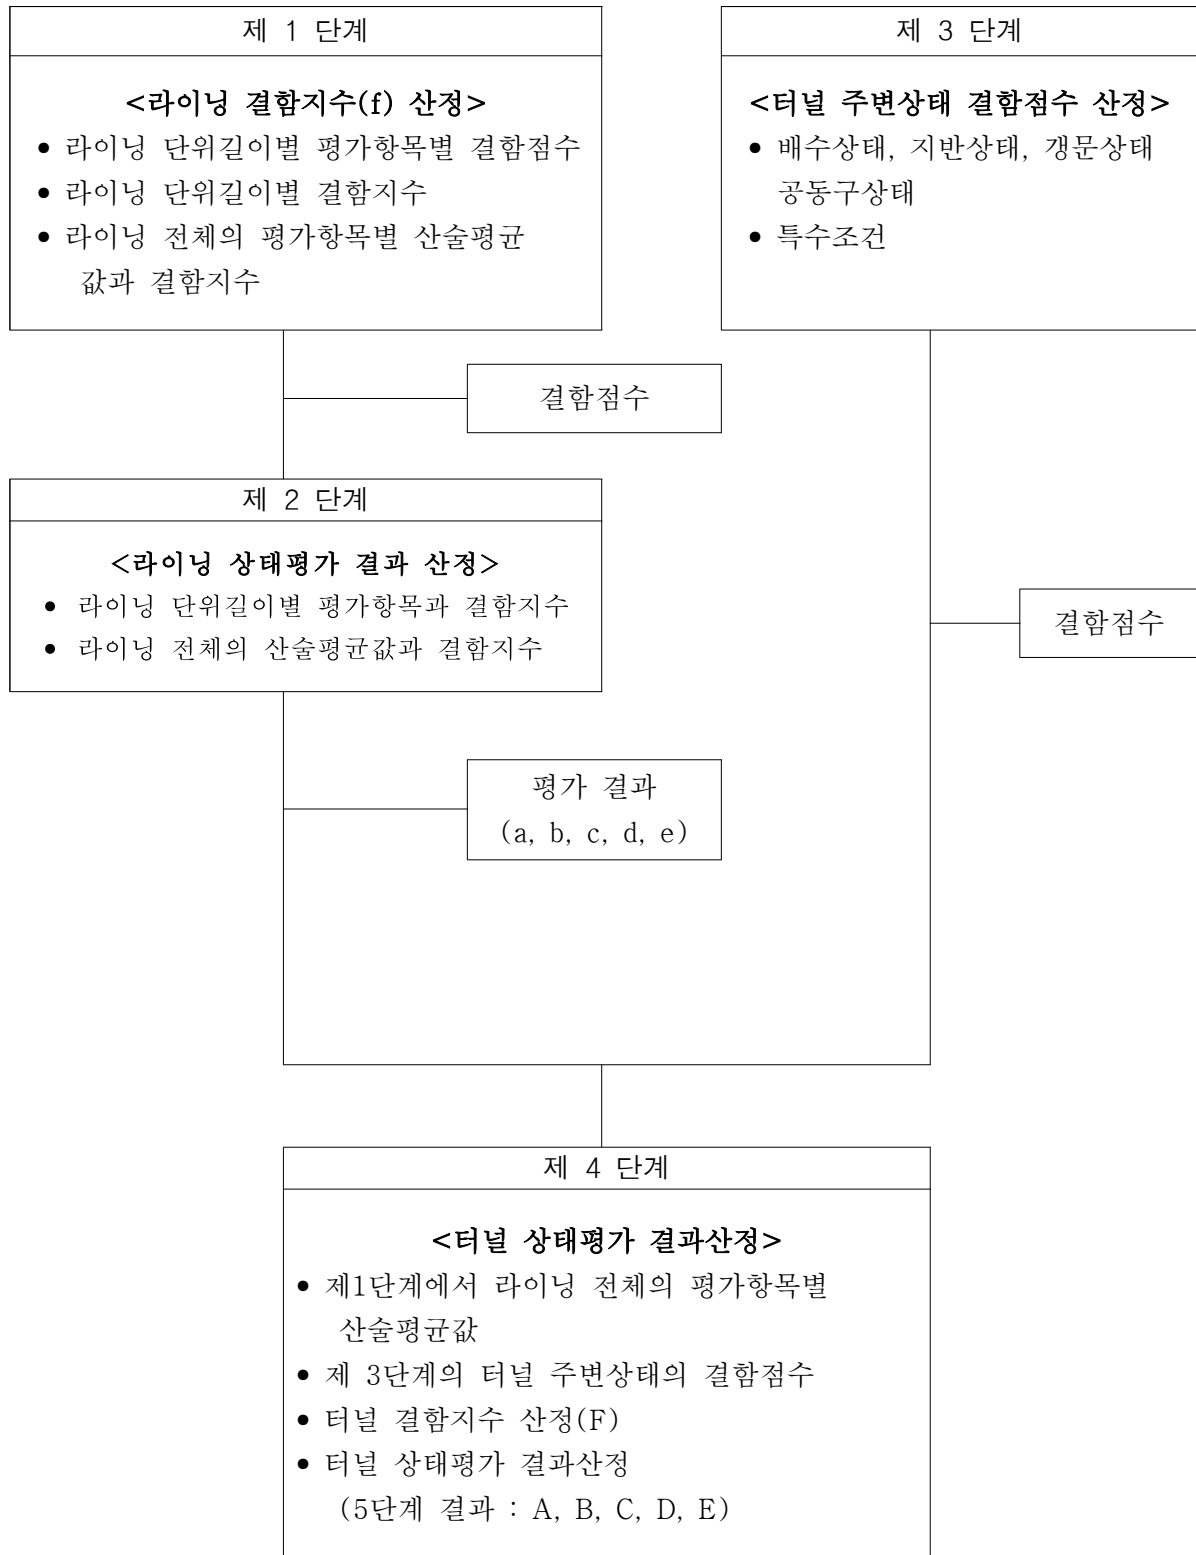 제 1 단계
<라이닝 결함지수(f) 산정>
• 라이닝 단위길이별 평가항목별 결함점수
• 라이닝 단위길이별 결함지수
• 라이닝 전체의 평가항목별 산술평균
값과 결함지수
제 3 단계
<터널 주변상태 결함점수 산정>
• 배수상태, 지반상태, 갱문상태
공동구상태
• 특수조건
결함점수
제 2 단계
<라이닝 상태평가 결과 산정>
• 라이닝 단위길이별 평가항목과 결함지수
• 라이닝 전체의 산술평균값과 결함지수
결함점수
평가 결과
(a, b, c, d, e)
제 4 단계
<터널 상태평가 결과산정>
• 제1단계에서 라이닝 전체의 평가항목별
산술평균값
• 제 3단계의 터널 주변상태의 결함점수
• 터널 결함지수 산정(F)
• 터널 상태평가 결과산정
(5단계 결과 : A, B, C, D, E)